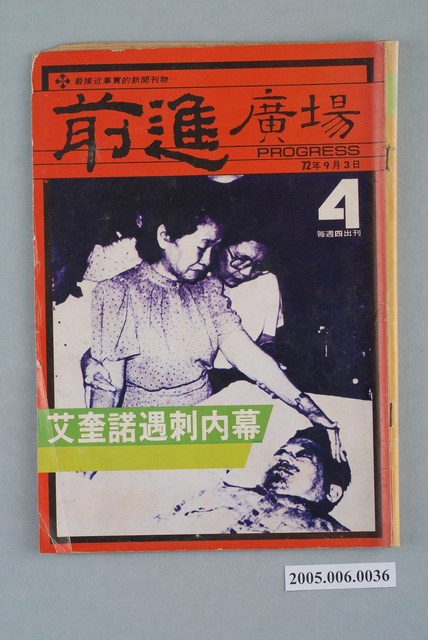 最接近事實的新聞刊物
前進廣場
PROGRESS
72年9月3日
4
每週四出刊
艾奎諾遇刺內幕
2005.006.0036